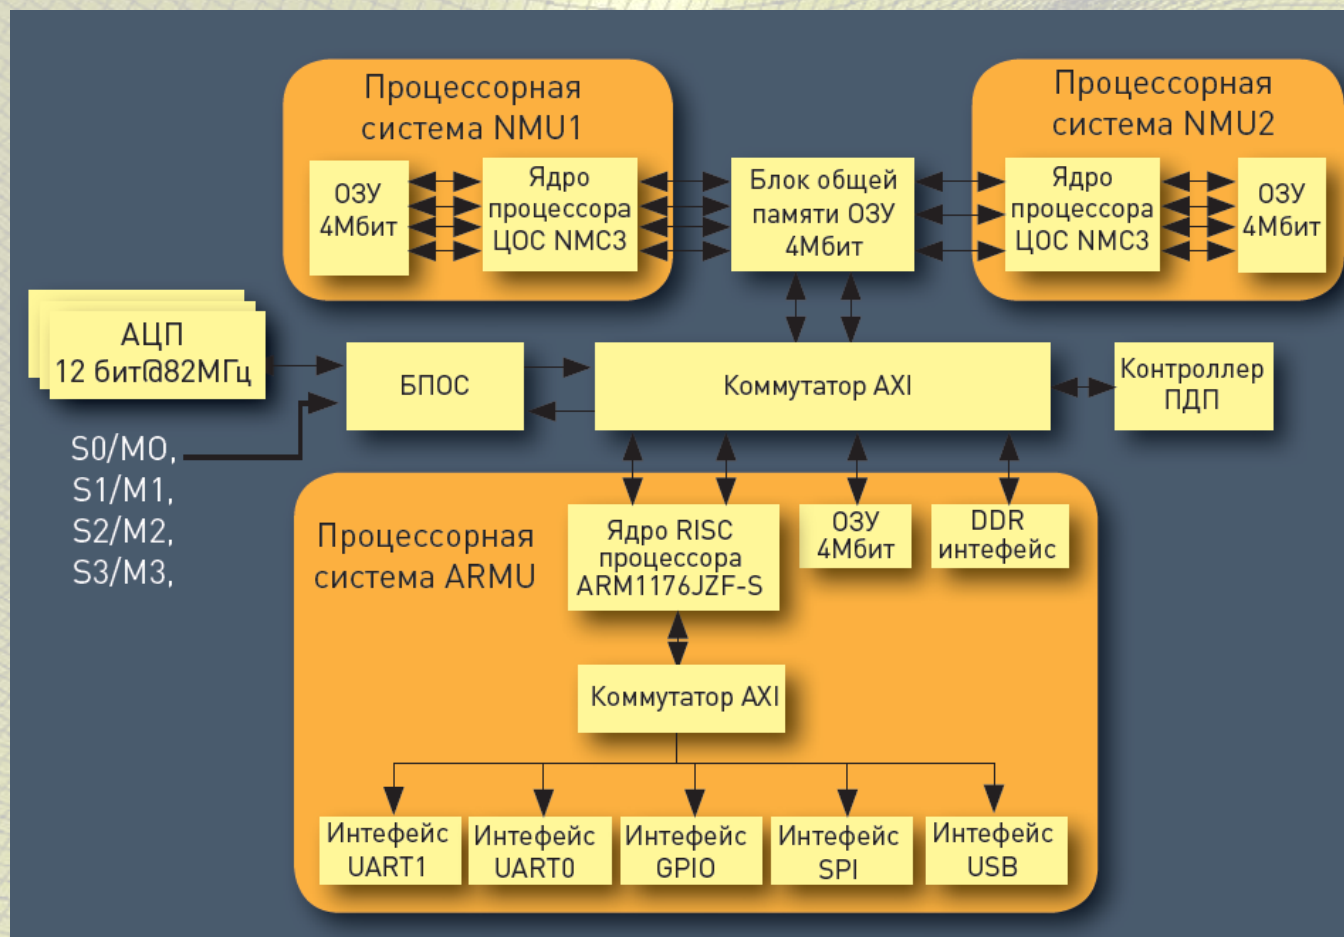 Процессорная
система NMU1
ОЗУ
4Мбит
Ядро
процессора
ЦОС NMC3
Блок общей
памяти ОЗУ
4Мбит
Процессорная
система NMU2
Ядро
процессора
ЦОС NMC3
ОЗУ
4Мбит
АЦП
12 бит@82МГц
БПОС
Коммутатор AXI
Контроллер
ПДП
S0/M0,
S1/M1,
S2/M2,
S3/M3,
Процессорная
система ARMU
Ядро RISC
процессора
ARM1176JZF-S
ОЗУ
4Мбит
DDR
интефейс
Коммутатор AXI
Интефейс
UART1
Интефейс
UART0
Интефейс
GPIO
Интефейс
SPI
Интефейс
USB